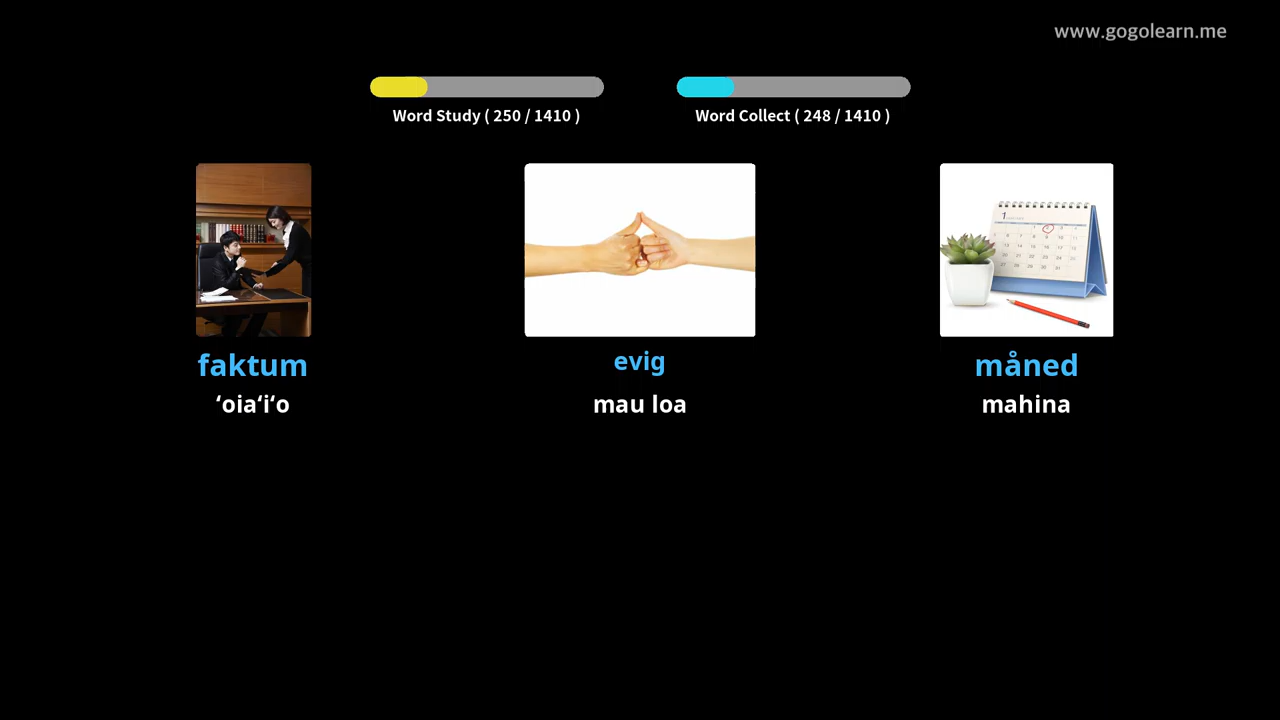 www.gogolearn.me
Word Study ( 250 / 1410 )
Word Collect ( 248 / 1410 )
faktum
ʻoiaʻiʻo
evig
mau loa
måned
mahina